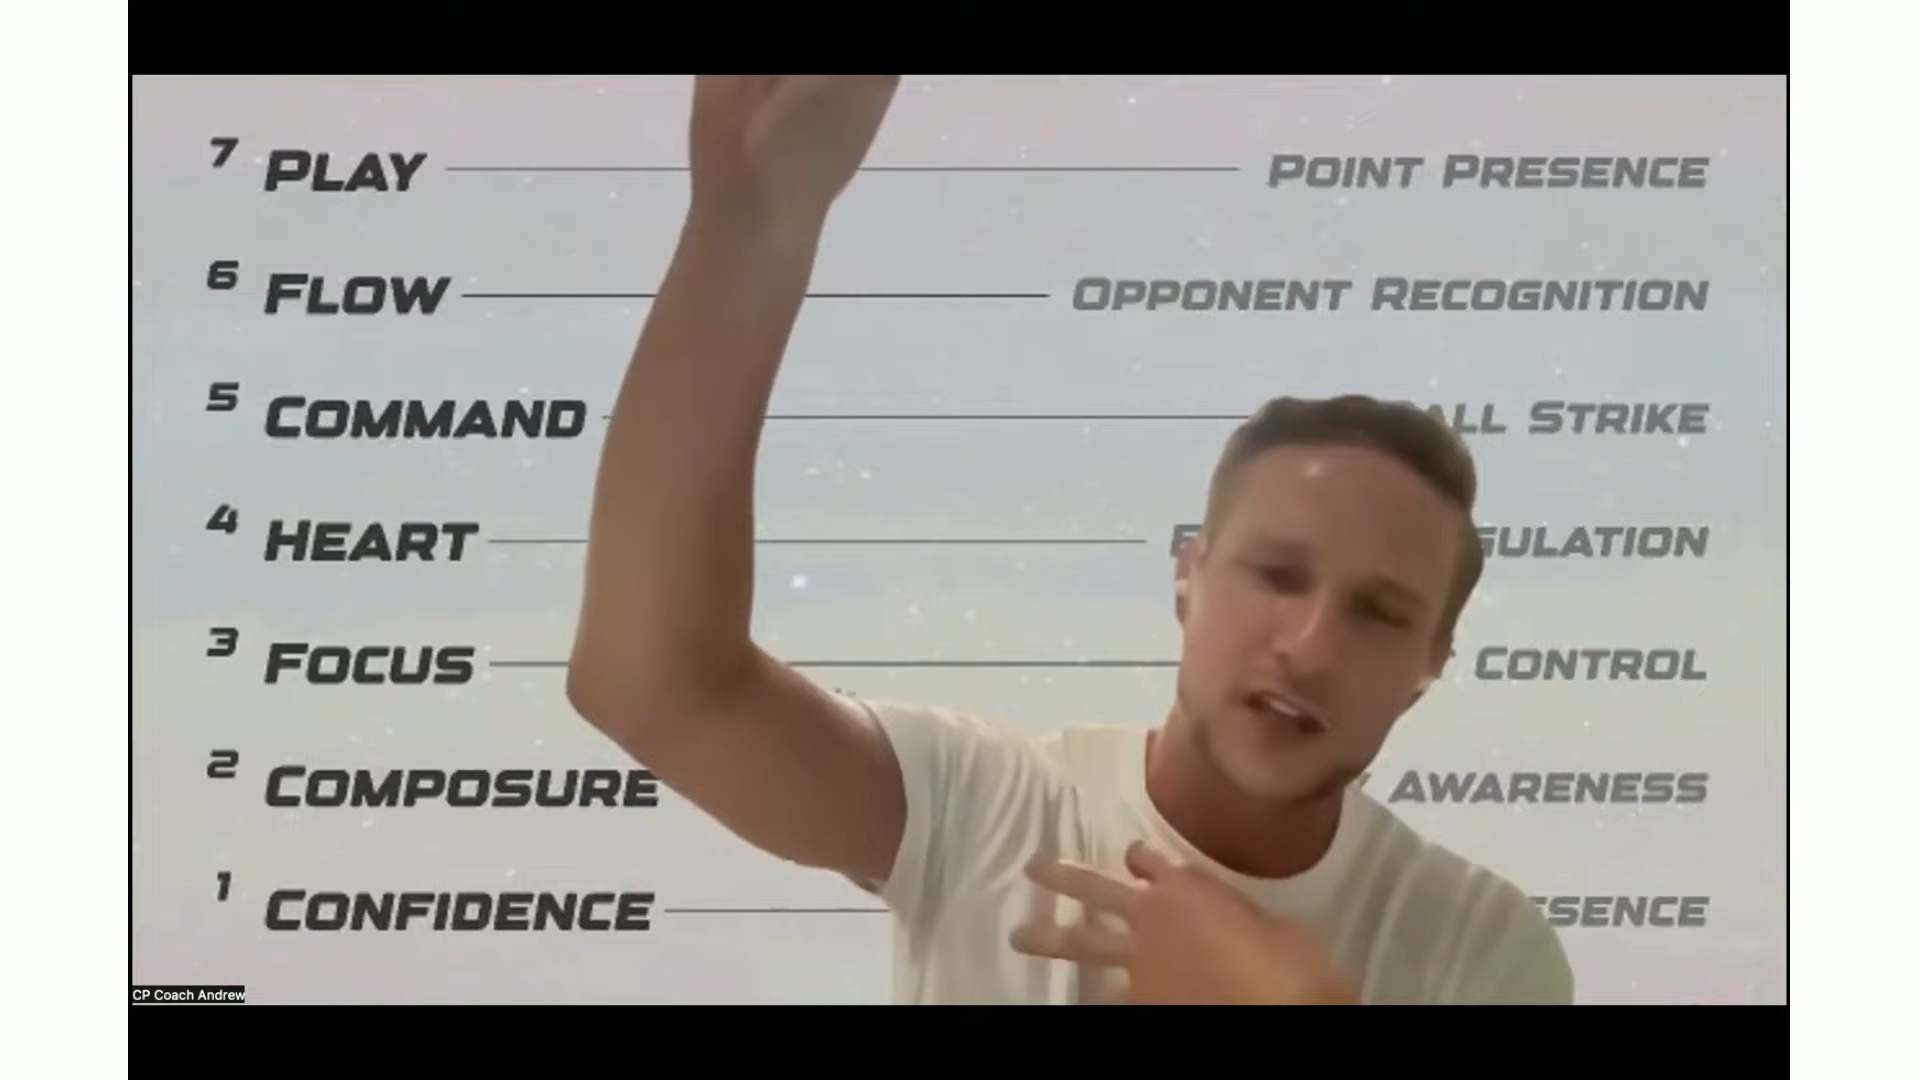 7 PLAY POINT PRESENCE
6 FLOW OPPONENT RECOGNITION
5 COMMAND STRIKE
4 HEART
3 FOCUS CONTROL
2 COMPOSURE AWARENESS
1 CONFIDENCE
CP Coach Andrew